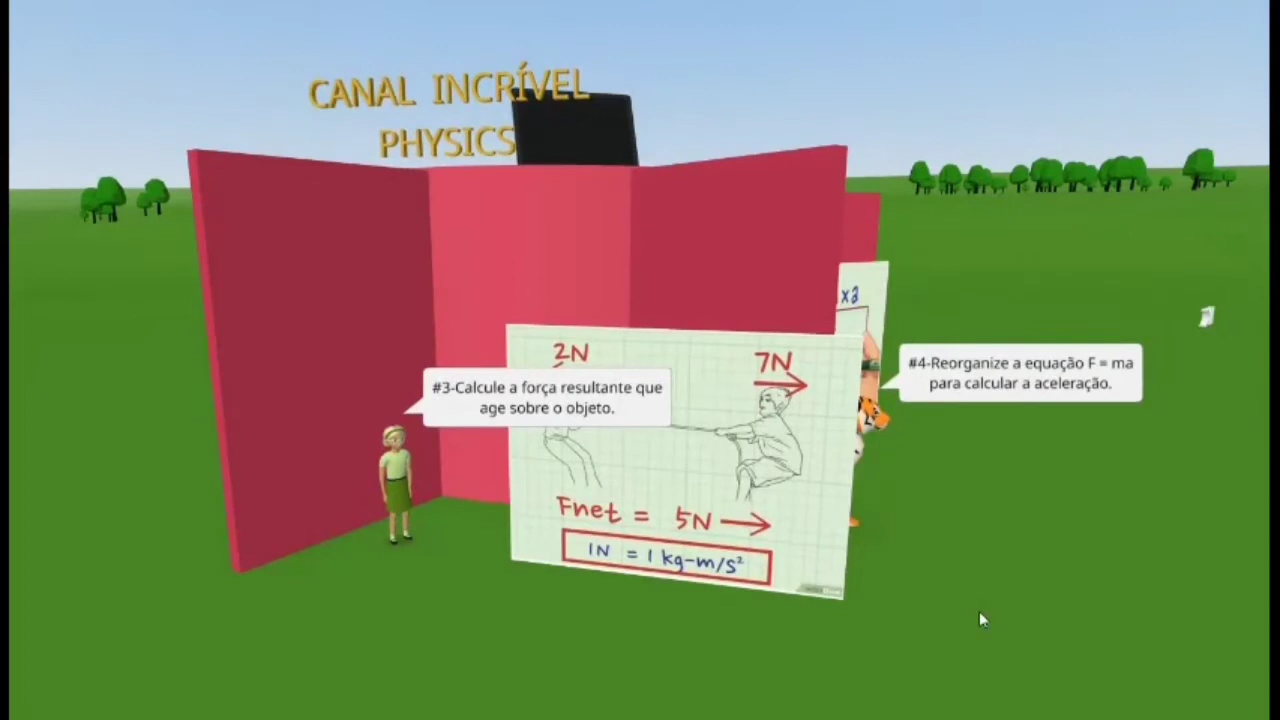 CANAL INCRÍVEL
PHYSICS
x2
2N
7N
#3-Calcule a força resultante que
age sobre o objeto.
#4-Reorganize a equação F = ma
para calcular a aceleração.
Fnet = 5N
1N = 1 kg-m/s²